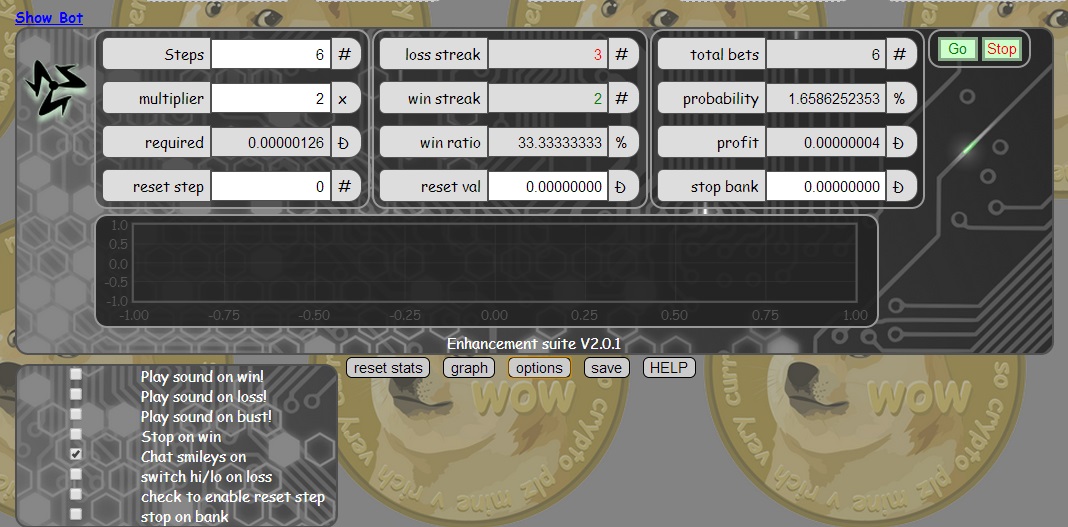 Show Bot
Steps 6 # loss streak 3 # total bets 6 # Go Stop
multiplier 2 x win streak 2 # probability 1.6586252353 %
required 0.00000126 Đ win ratio 33.33333333 % profit 0.00000004 Đ
reset step 0 # reset val 0.00000000 Đ stop bank 0.00000000 Đ
1.0
0.5
0.0
-0.5
-1.0
-1.00 -0.75 -0.50 -0.25 0.00 0.25 0.50 0.75 1.00
Enhancement suite V2.0.1
reset stats graph options save HELP
Play sound on win!
Play sound on loss!
Play sound on bust!
Stop on win
Chat smileys on
switch hi/lo on loss
check to enable reset step
stop on bank
wow
very currency
so crypto
plz mine v rich
wow
very curr
so crypto
plz mine v rich